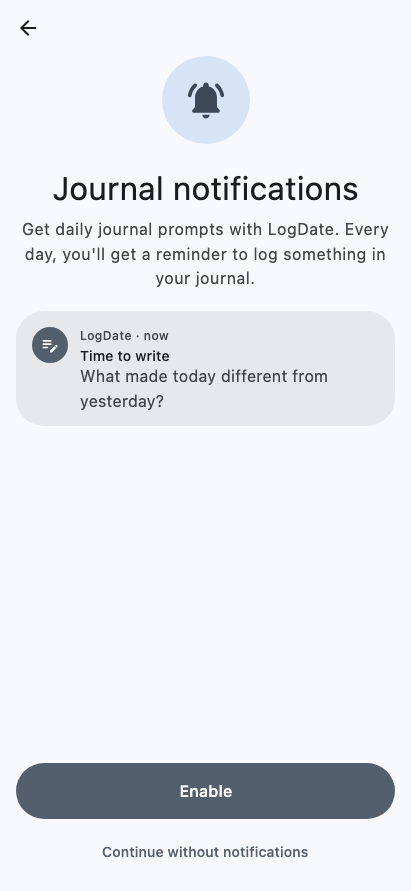 Journal notifications
Get daily journal prompts with LogDate. Every
day, you'll get a reminder to log something in
your journal.
LogDate · now
Time to write
What made today different from
yesterday?
Enable
Continue without notifications